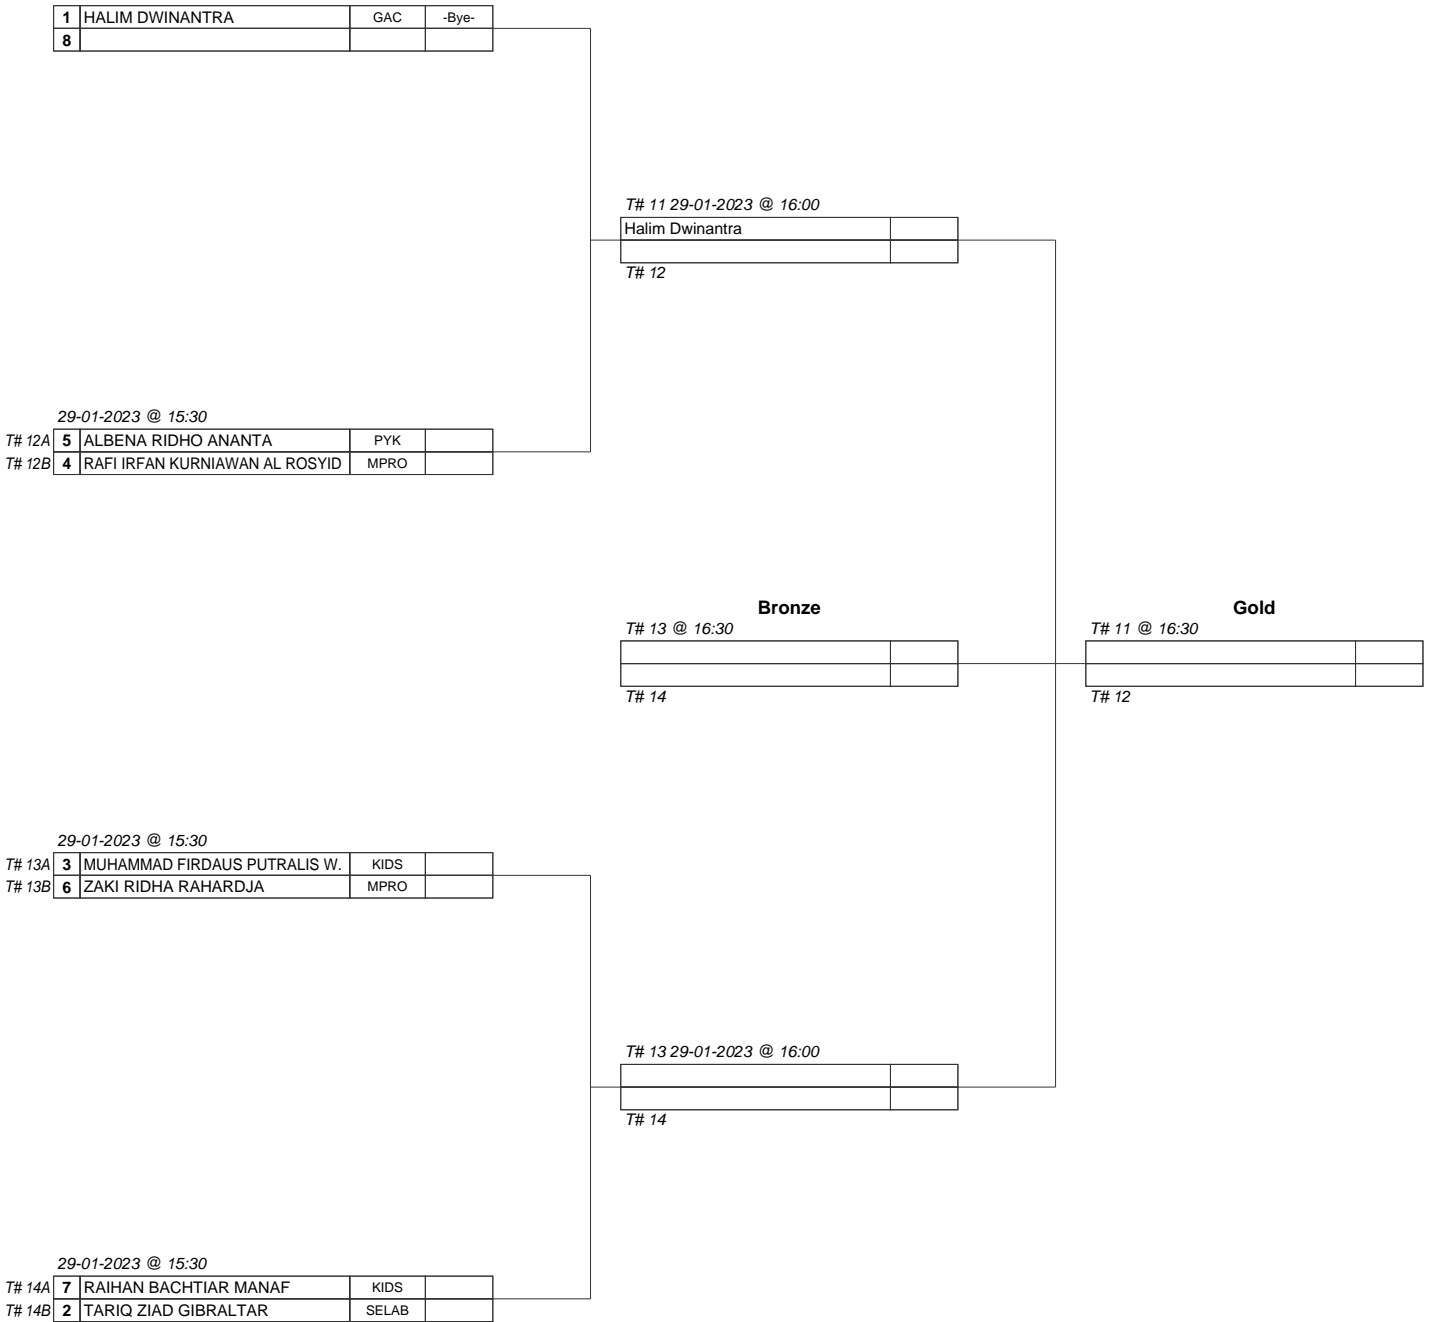 1 HALIM DWINANTRA GAC -Bye-
8
T# 11 29-01-2023 @ 16:00
Halim Dwinantra
T# 12
29-01-2023 @ 15:30
T# 12A 5 ALBENA RIDHO ANANTA PYK
T# 12B 4 RAFI IRFAN KURNIAWAN AL ROSYID MPRO
Bronze Gold
T# 13 @ 16:30 T# 11 @ 16:30
T# 14 T# 12
29-01-2023 @ 15:30
T# 13A 3 MUHAMMAD FIRDAUS PUTRALIS W. KIDS
T# 13B 6 ZAKI RIDHA RAHARDJA MPRO
T# 13 29-01-2023 @ 16:00
T# 14
29-01-2023 @ 15:30
T# 14A 7 RAIHAN BACHTIAR MANAF KIDS
T# 14B 2 TARIQ ZIAD GIBRALTAR SELAB